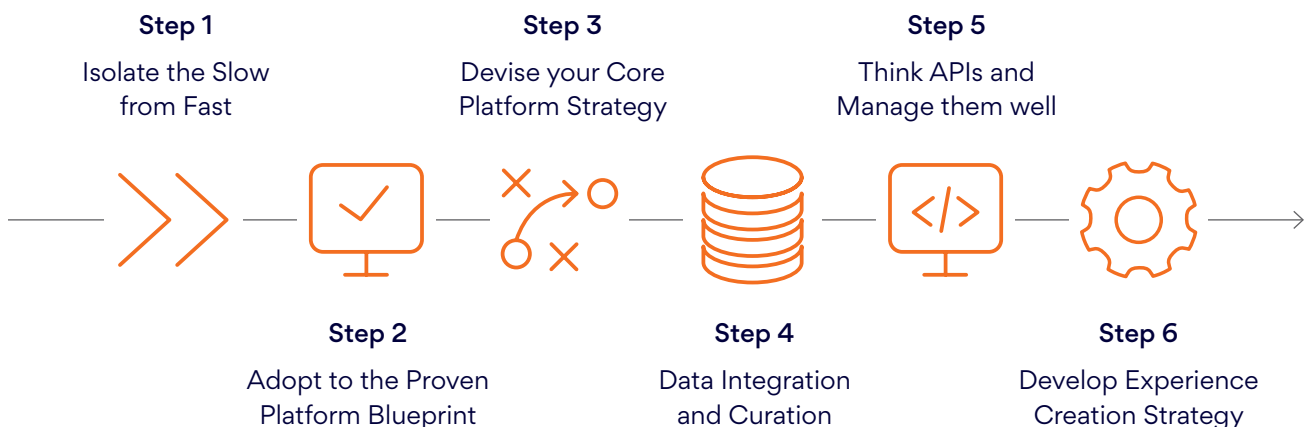 Step 1
Isolate the Slow
from Fast
Step 2
Adopt to the Proven
Platform Blueprint
Step 3
Devise your Core
Platform Strategy
Step 4
Data Integration
and Curation
Step 5
Think APIs and
Manage them well
</>
Step 6
Develop Experience
Creation Strategy